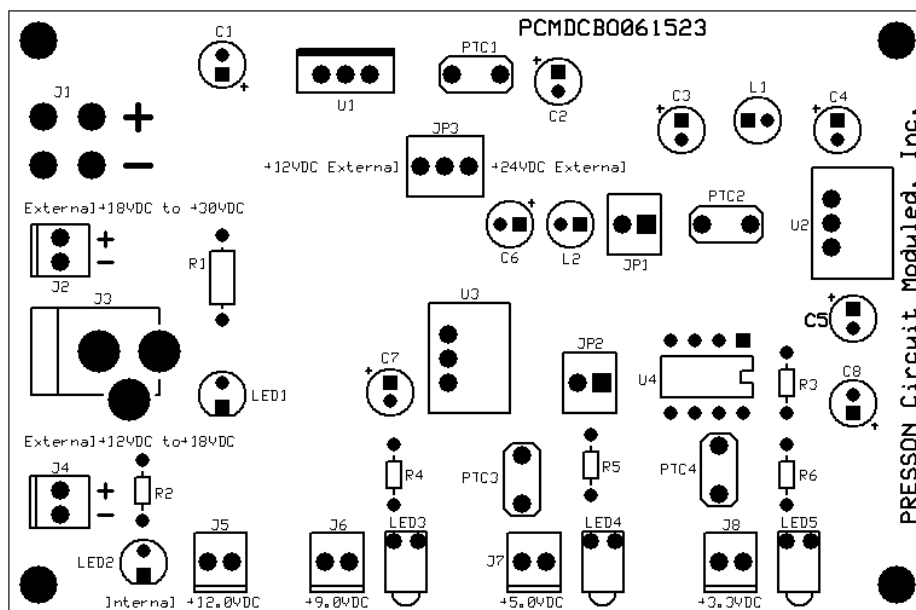 PCMDCB0061523
C1
PTC1
J1
U1
C2
C3
L1
C4
+
-
JP3
+12VDC External
+24VDC External
External+18VDC to +30VDC
PTC2
U2
+
-
R1
C6
L2
JP1
J2
J3
U3
C5
C7
JP2
U4
R3
C8
LED1
External+12VDC to+18VDC
J4
+
-
R2
R4
PTC3
R5
PTC4
R6
J5
J6
LED3
LED4
J8
LED5
LED2
J7
Internal
+12.0VDC
+9.0VDC
+5.0VDC
+3.3VDC
PRESSON Circuit Moduled, Inc.